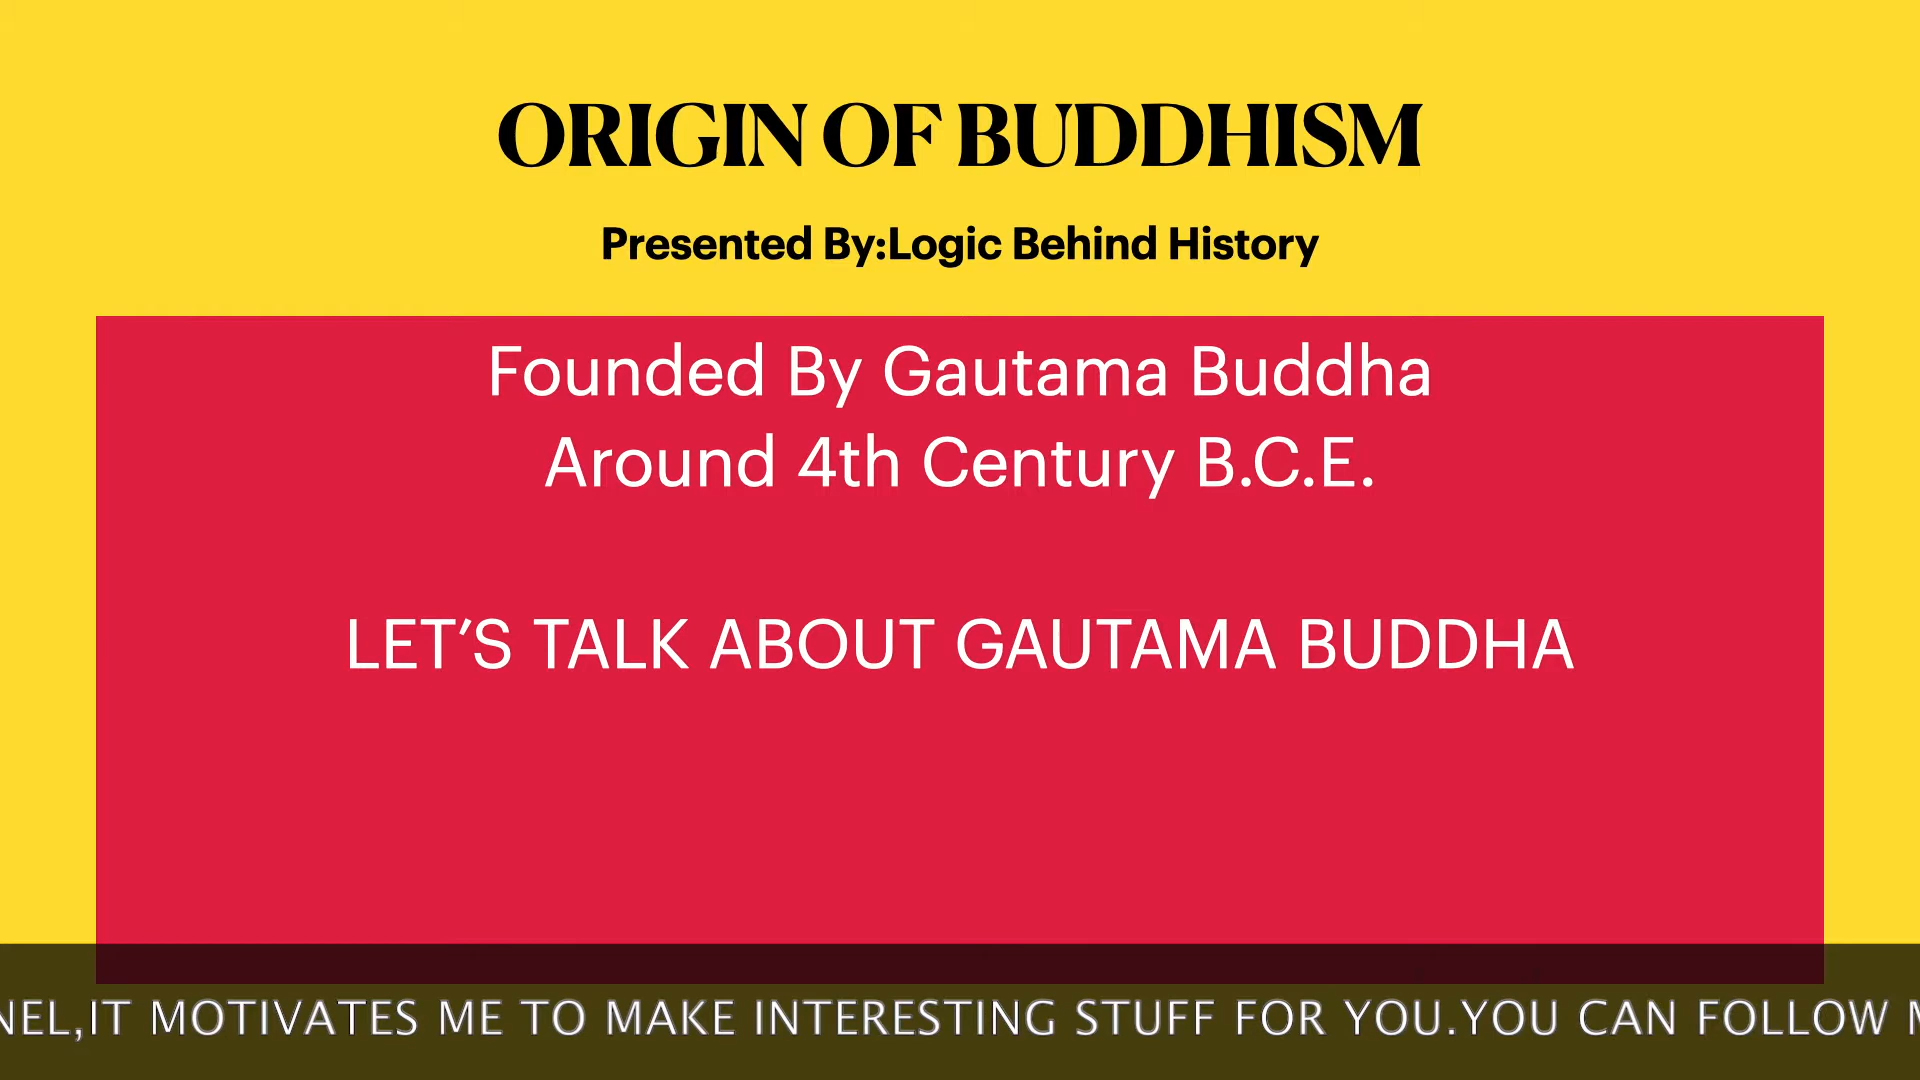 ORIGIN OF BUDDHISM
Presented By:Logic Behind History
Founded By Gautama Buddha
Around 4th Century B.C.E.
LET’S TALK ABOUT GAUTAMA BUDDHA
NEL,IT MOTIVATES ME TO MAKE INTERESTING STUFF FOR YOU.YOU CAN FOLLOW